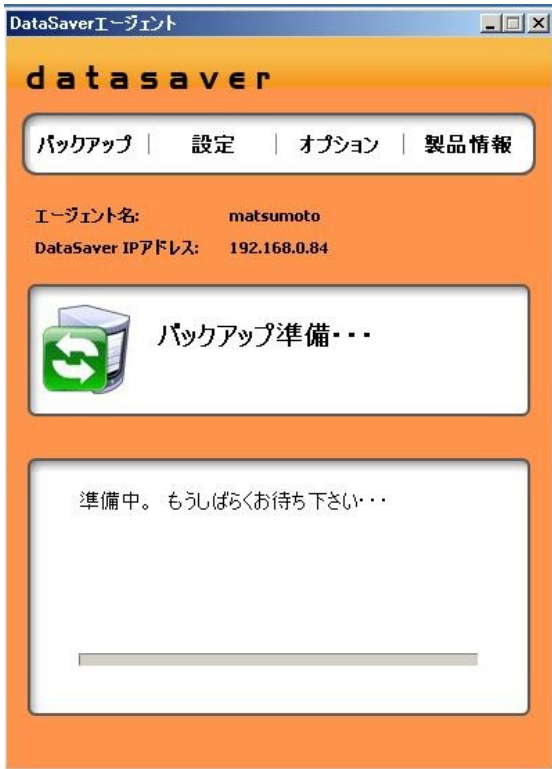 DataSaverエージェント
datasaver
バックアップ | 設定 | オプション | 製品情報
エージェント名: matsumoto
DataSaver IPアドレス: 192.168.0.84
バックアップ準備・・・
準備中。 もうしばらくお待ち下さい・・・